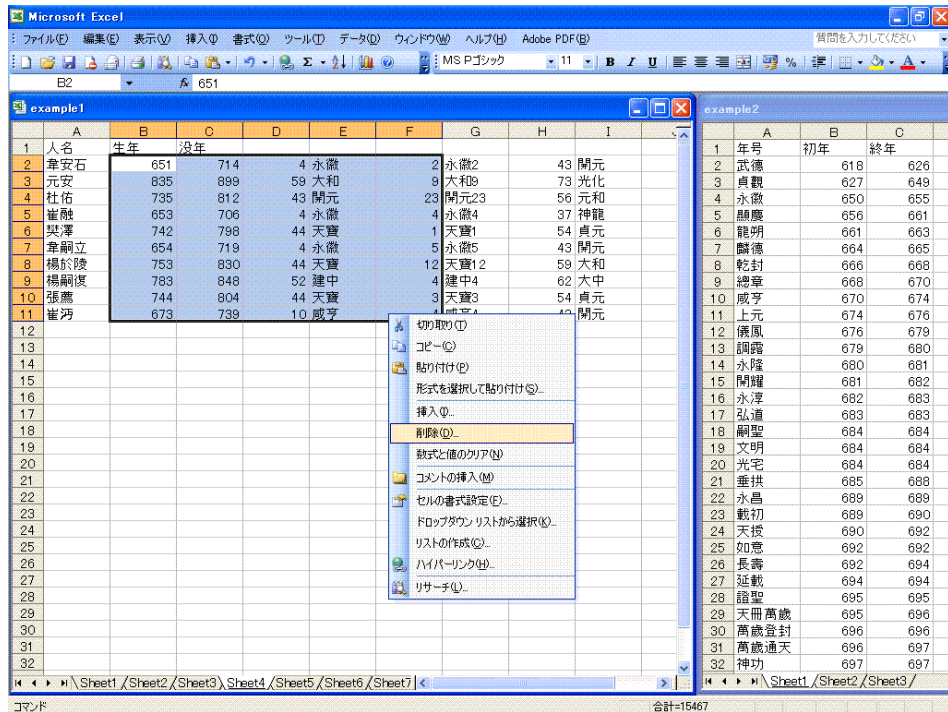 Microsoft Excel
ファイル(F) 編集(E) 表示(V) 挿入(I) 書式(O) ツール(T) データ(D) ウィンドウ(W) ヘルプ(H) Adobe PDF(B) 質問を入力してください
MS Pゴシック 11 B I U %
B2 fx 651
example1
A B C D E F G H I
1 人名 生年 没年
2 韋安石 651 714 4 永徽 2 永徽2 43 開元
3 元安 835 899 59 大和 9 大和9 73 光化
4 杜佑 735 812 43 開元 23 開元23 56 元和
5 崔融 653 706 4 永徽 4 永徽4 37 神龍
6 樊澤 742 798 44 天寶 1 天寶1 54 貞元
7 韋嗣立 654 719 4 永徽 5 永徽5 43 開元
8 楊於陵 753 830 44 天寶 12 天寶12 59 大和
9 楊嗣復 783 848 52 建中 4 建中4 62 大中
10 張薦 744 804 44 天寶 3 天寶3 54 貞元
11 崔沔 673 739 10 咸亨 開元
12
13
14
15
16
17
18
19
20
21
22
23
24
25
26
27
28
29
30
31
32
切り取り(T)
コピー(C)
貼り付け(P)
形式を選択して貼り付け(S)...
挿入(I)...
削除(D)...
数式と値のクリア(N)
コメントの挿入(M)
セルの書式設定(F)...
ドロップダウン リストから選択(K)...
リストの作成(C)...
ハイパーリンク(H)...
リサーチ(L)...
Sheet1 Sheet2 Sheet3 Sheet4 Sheet5 Sheet6 Sheet7
example2
A B C
1 年号 初年 終年
2 武德 618 626
3 貞觀 627 649
4 永徽 650 655
5 顯慶 656 661
6 龍朔 661 663
7 麟德 664 665
8 乾封 666 668
9 總章 668 670
10 咸亨 670 674
11 上元 674 676
12 儀鳳 676 679
13 調露 679 680
14 永隆 680 681
15 開耀 681 682
16 永淳 682 683
17 弘道 683 683
18 嗣聖 684 684
19 文明 684 684
20 光宅 684 684
21 垂拱 685 688
22 永昌 689 689
23 載初 689 690
24 天授 690 692
25 如意 692 692
26 長壽 692 694
27 延載 694 694
28 證聖 695 695
29 天冊萬歲 695 696
30 萬歲登封 696 696
31 萬歲通天 696 697
32 神功 697 697
Sheet1 Sheet2 Sheet3
コマンド 合計=15467